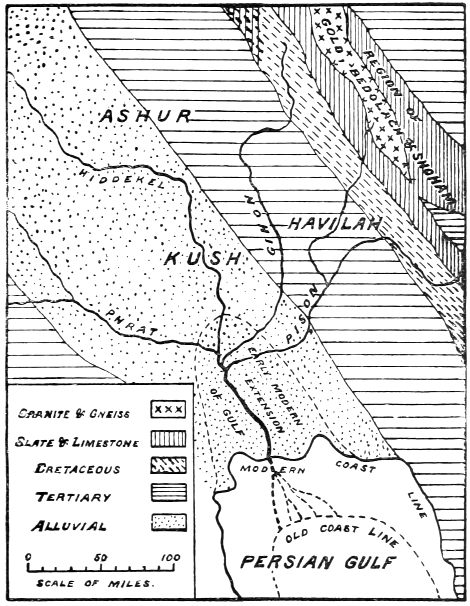 REGION OF
GOLD, BEDOLACH & SHOHAM
ASHUR
HIDDEKEL
GIHON
HAVILAH
KUSH
PISON
PHRAT
EARLY MODERN
EXTENSION
OF GULF
MODERN COAST LINE
OLD COAST LINE
PERSIAN GULF
GRANITE & GNEISS
SLATE & LIMESTONE
CRETACEOUS
TERTIARY
ALLUVIAL
0 50 100
SCALE OF MILES.